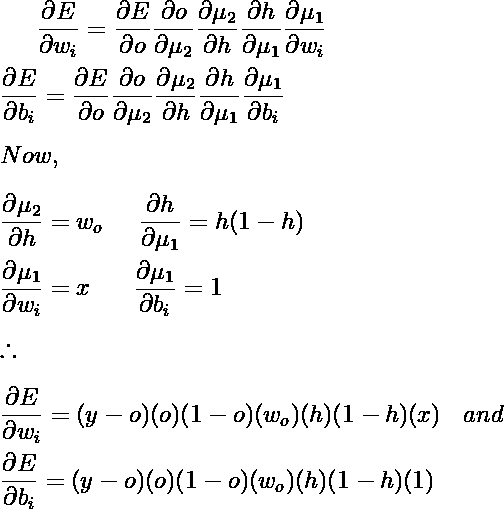 ∂E/∂w_i = ∂E/∂o ∂o/∂μ_2 ∂μ_2/∂h ∂h/∂μ_1 ∂μ_1/∂w_i
∂E/∂b_i = ∂E/∂o ∂o/∂μ_2 ∂μ_2/∂h ∂h/∂μ_1 ∂μ_1/∂b_i
Now,
∂μ_2/∂h = w_o ∂h/∂μ_1 = h(1 − h)
∂μ_1/∂w_i = x ∂μ_1/∂b_i = 1
∴
∂E/∂w_i = (y − o)(o)(1 − o)(w_o)(h)(1 − h)(x) and
∂E/∂b_i = (y − o)(o)(1 − o)(w_o)(h)(1 − h)(1)